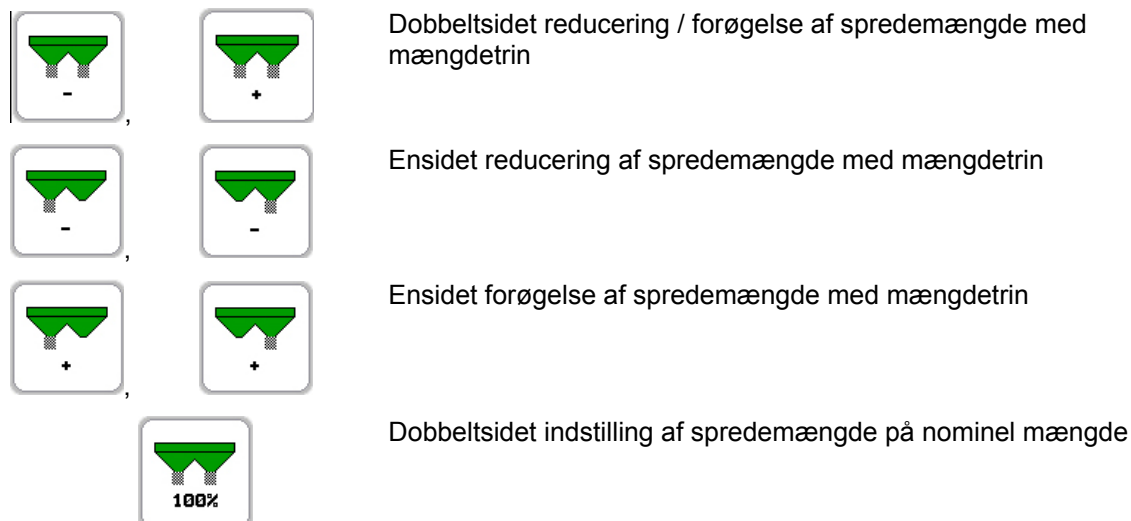 Dobbeltsidet reducering / forøgelse af spredemængde med
mængdetrin
- , +
Ensidet reducering af spredemængde med mængdetrin
- , -
Ensidet forøgelse af spredemængde med mængdetrin
+ , +
Dobbeltsidet indstilling af spredemængde på nominel mængde
100%